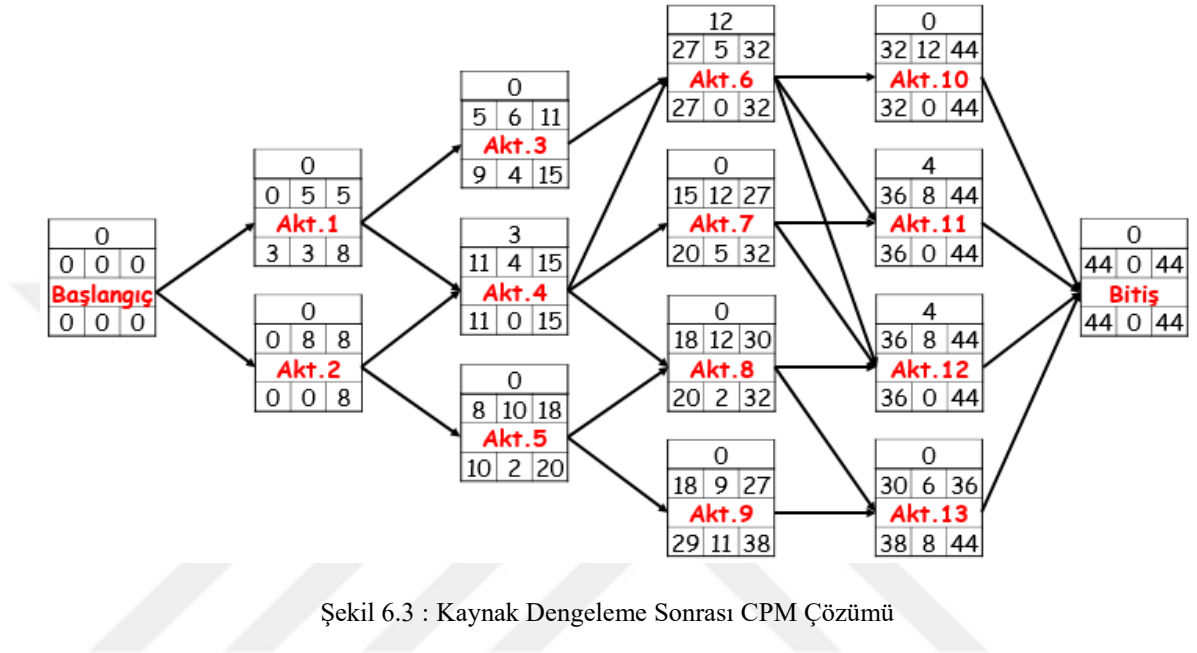 0
0 0 0
Başlangıç
0 0 0
0
0 5 5
Akt.1
3 3 8
0
0 8 8
Akt.2
0 0 8
0
5 6 11
Akt.3
9 4 15
3
11 4 15
Akt.4
11 0 15
0
8 10 18
Akt.5
10 2 20
12
27 5 32
Akt.6
27 0 32
0
15 12 27
Akt.7
20 5 32
0
18 12 30
Akt.8
20 2 32
0
18 9 27
Akt.9
29 11 38
0
32 12 44
Akt.10
32 0 44
4
36 8 44
Akt.11
36 0 44
4
36 8 44
Akt.12
36 0 44
0
30 6 36
Akt.13
38 8 44
0
44 0 44
Bitiş
44 0 44
Şekil 6.3 : Kaynak Dengeleme Sonrası CPM Çözümü